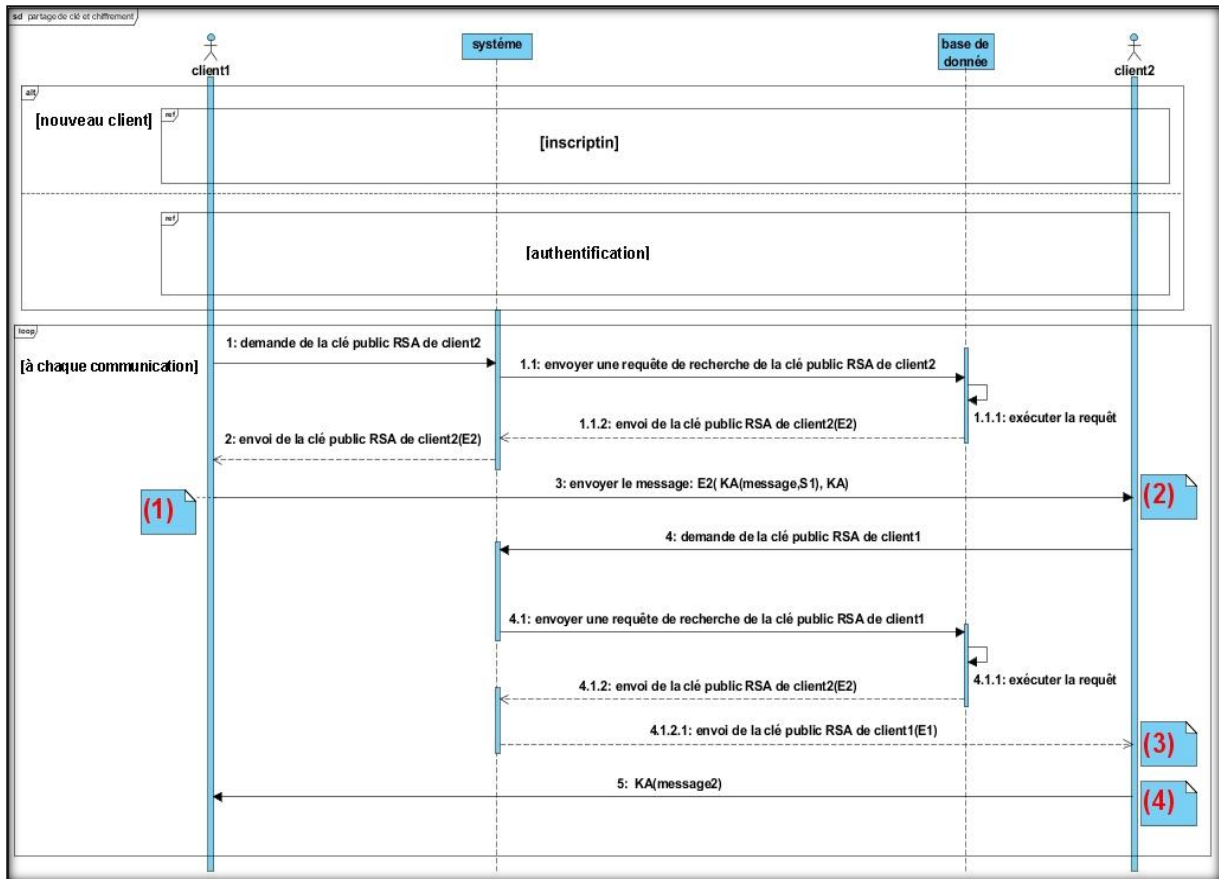 sd partage de clé et chiffrement
client1
systéme
base de
donnée
client2
alt
[nouveau client]
ref
[inscriptin]
ref
[authentification]
loop
[à chaque communication]
1: demande de la clé public RSA de client2
1.1: envoyer une requête de recherche de la clé public RSA de client2
1.1.1: exécuter la requêt
1.1.2: envoi de la clé public RSA de client2(E2)
2: envoi de la clé public RSA de client2(E2)
(1)
3: envoyer le message: E2( KA(message,S1), KA)
(2)
4: demande de la clé public RSA de client1
4.1: envoyer une requête de recherche de la clé public RSA de client1
4.1.1: exécuter la requêt
4.1.2: envoi de la clé public RSA de client2(E2)
4.1.2.1: envoi de la clé public RSA de client1(E1)
(3)
5: KA(message2)
(4)